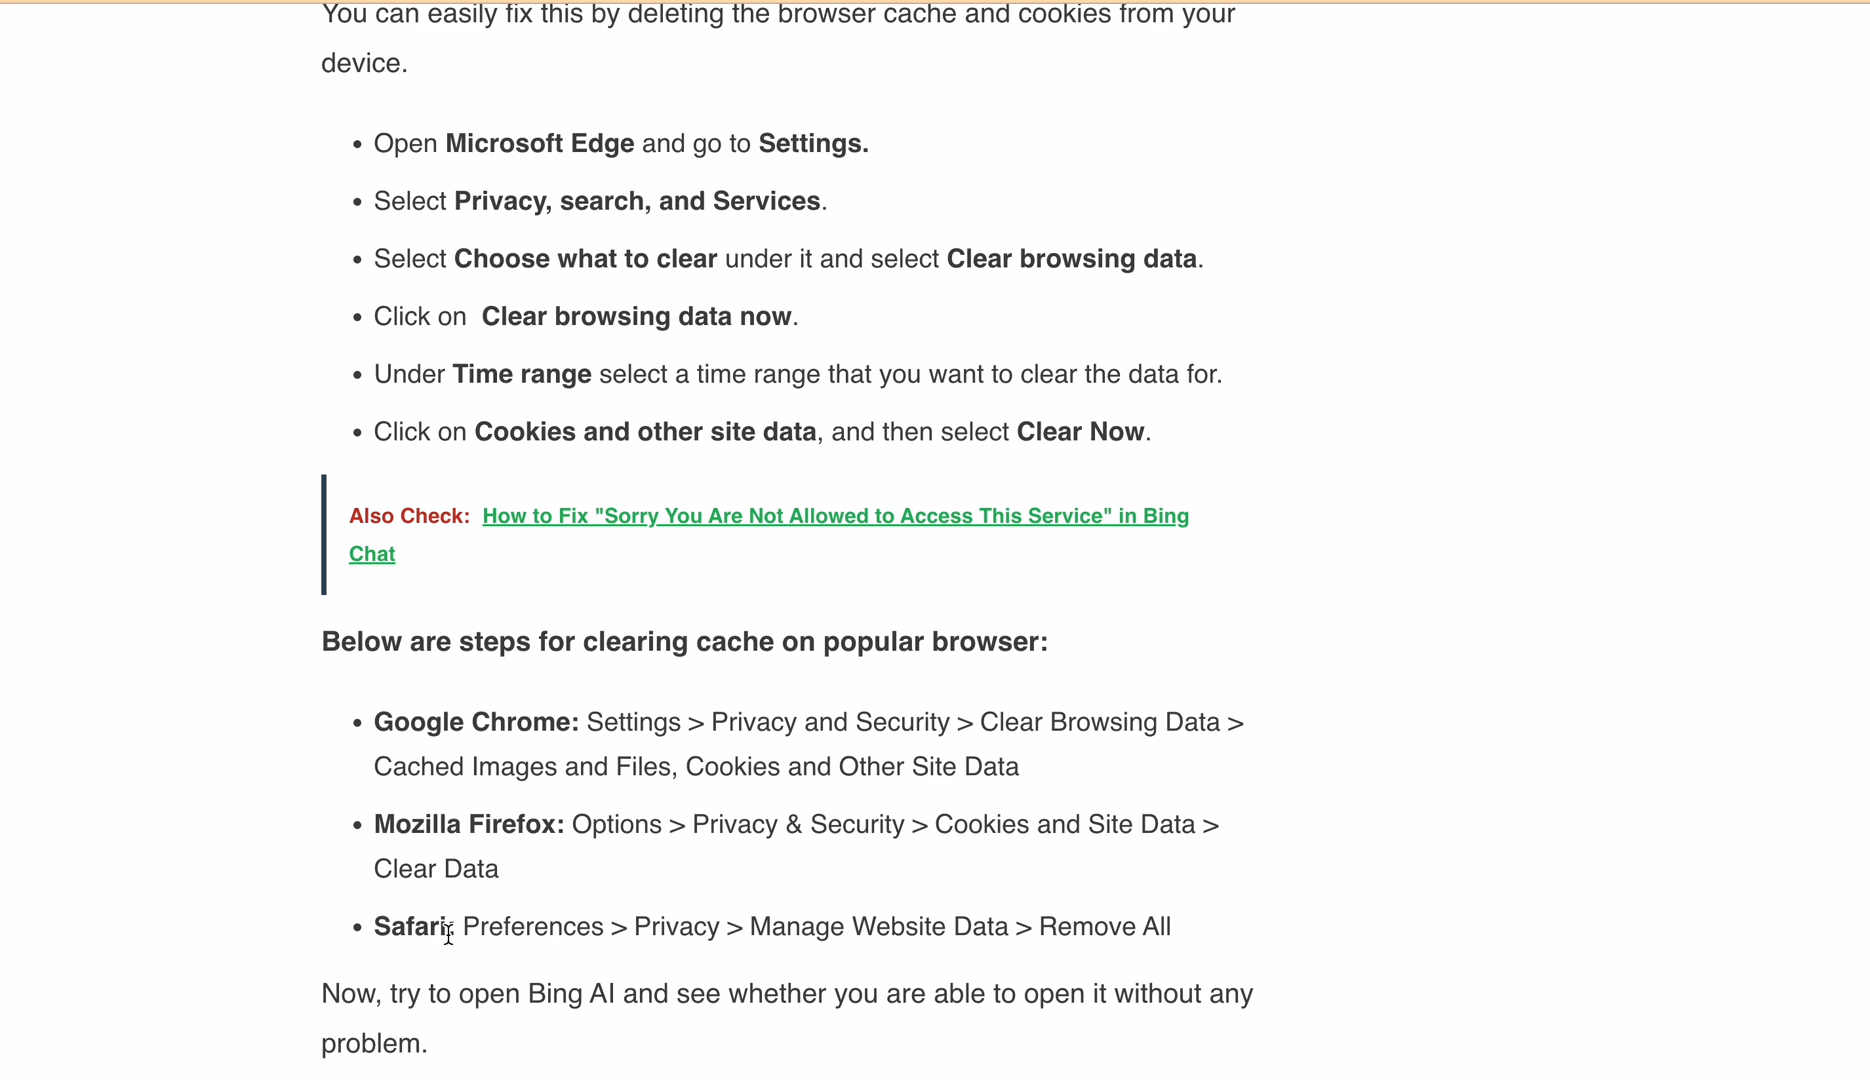 You can easily fix this by deleting the browser cache and cookies from your
device.
• Open Microsoft Edge and go to Settings.
• Select Privacy, search, and Services.
• Select Choose what to clear under it and select Clear browsing data.
• Click on Clear browsing data now.
• Under Time range select a time range that you want to clear the data for.
• Click on Cookies and other site data, and then select Clear Now.
Also Check: How to Fix "Sorry You Are Not Allowed to Access This Service" in Bing
Chat
Below are steps for clearing cache on popular browser:
• Google Chrome: Settings > Privacy and Security > Clear Browsing Data >
Cached Images and Files, Cookies and Other Site Data
• Mozilla Firefox: Options > Privacy & Security > Cookies and Site Data >
Clear Data
• Safari: Preferences > Privacy > Manage Website Data > Remove All
Now, try to open Bing AI and see whether you are able to open it without any
problem.